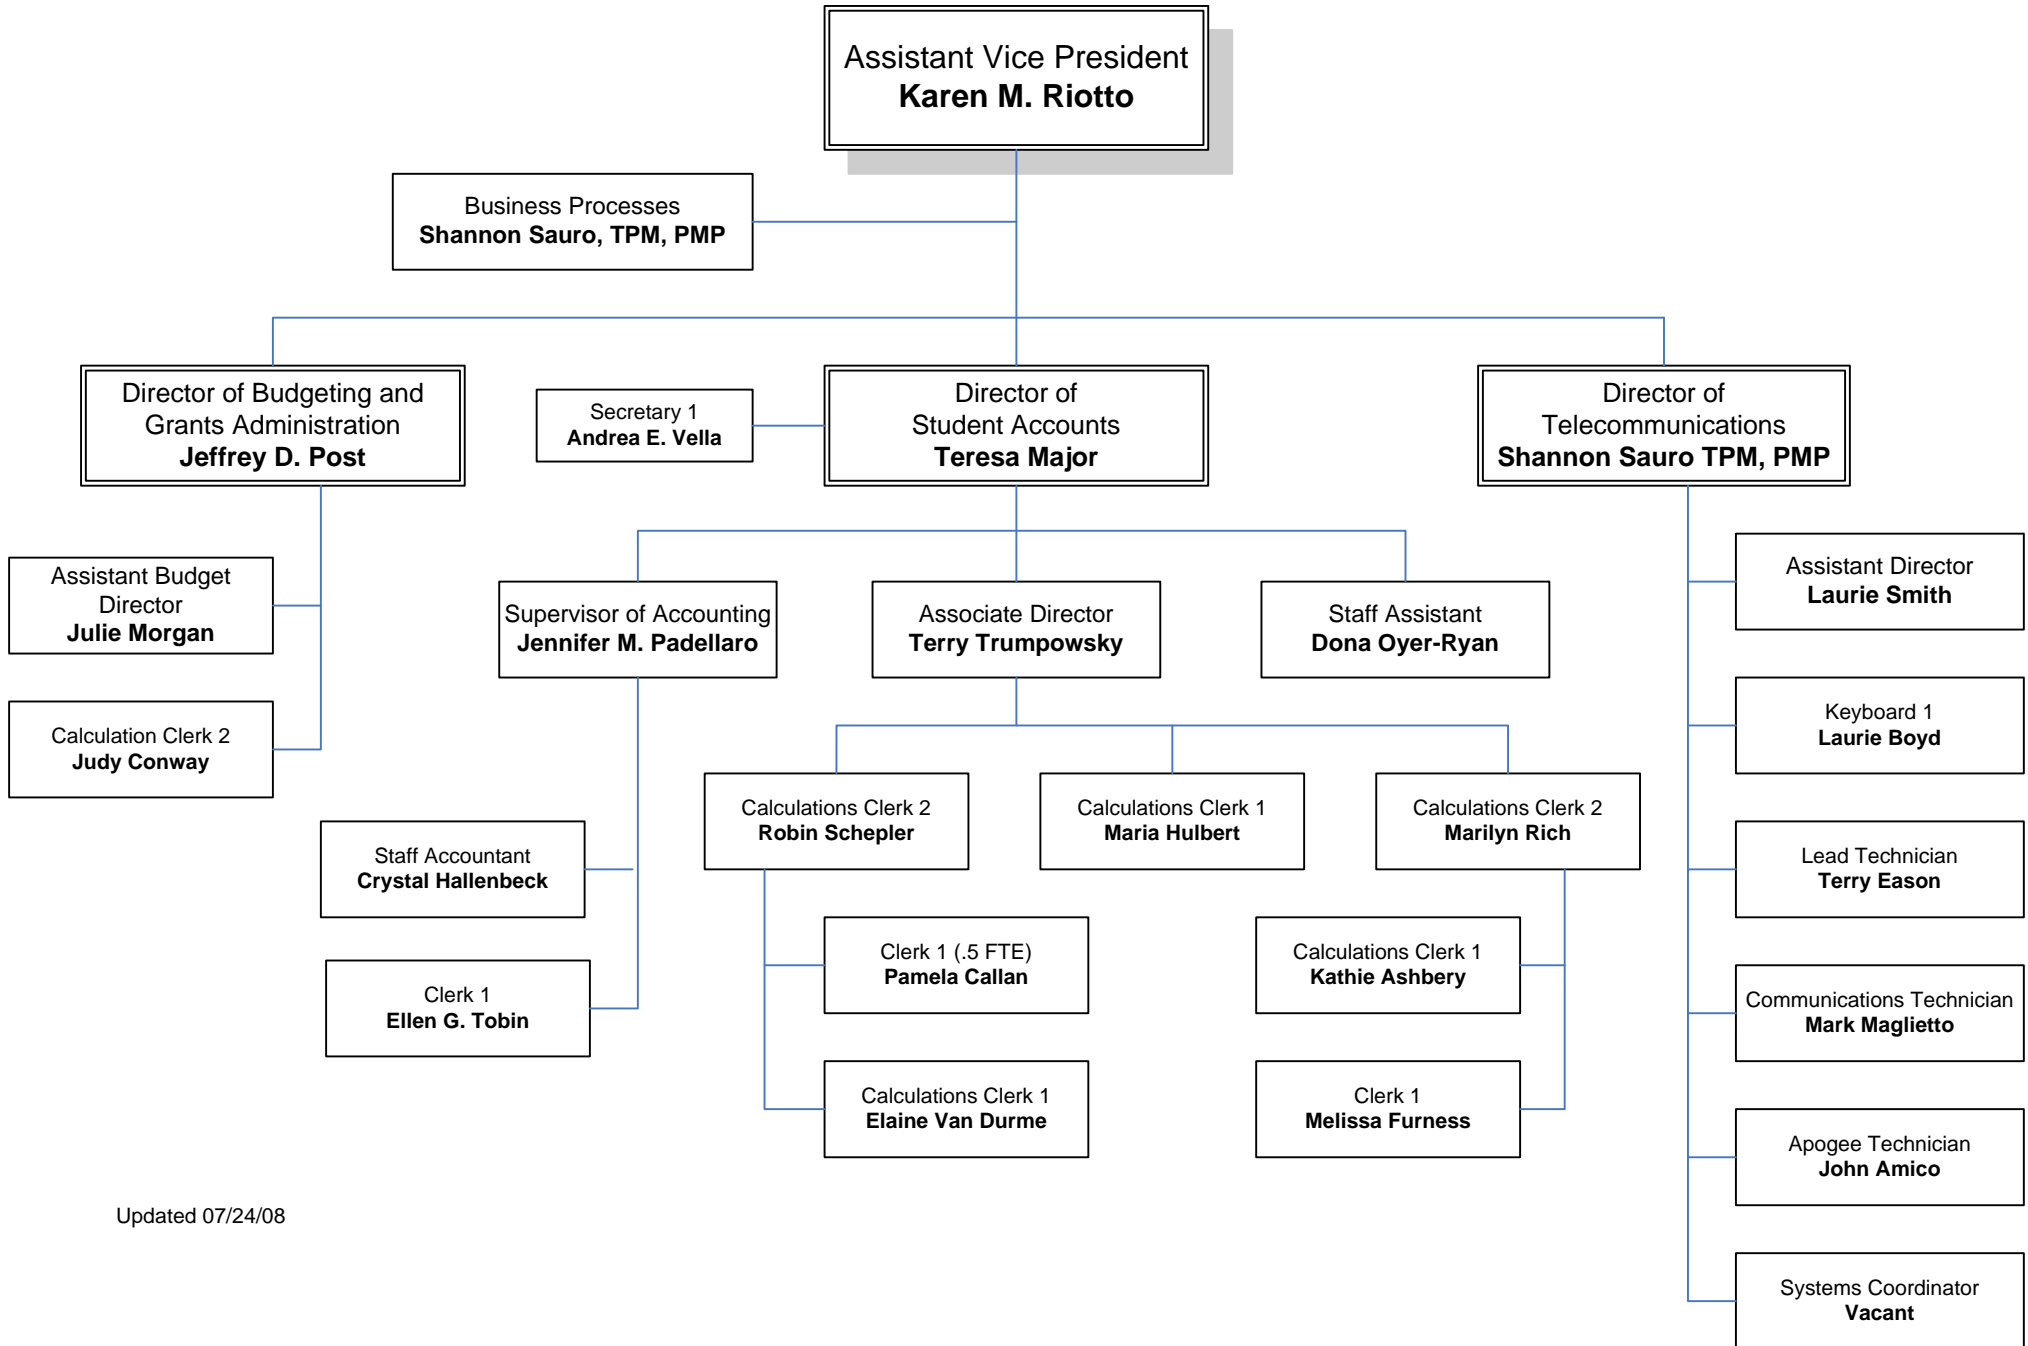 Assistant Vice President
Karen M. Riotto
Business Processes
Shannon Sauro, TPM, PMP
Director of Budgeting and
Grants Administration
Jeffrey D. Post
Secretary 1
Andrea E. Vella
Director of
Student Accounts
Teresa Major
Director of
Telecommunications
Shannon Sauro TPM, PMP
Assistant Budget
Director
Julie Morgan
Calculation Clerk 2
Judy Conway
Supervisor of Accounting
Jennifer M. Padellaro
Associate Director
Terry Trumpowsky
Staff Assistant
Dona Oyer-Ryan
Staff Accountant
Crystal Hallenbeck
Clerk 1
Ellen G. Tobin
Calculations Clerk 2
Robin Schepler
Calculations Clerk 1
Maria Hulbert
Calculations Clerk 2
Marilyn Rich
Clerk 1 (.5 FTE)
Pamela Callan
Calculations Clerk 1
Elaine Van Durme
Calculations Clerk 1
Kathie Ashbery
Clerk 1
Melissa Furness
Assistant Director
Laurie Smith
Keyboard 1
Laurie Boyd
Lead Technician
Terry Eason
Communications Technician
Mark Maglietto
Apogee Technician
John Amico
Systems Coordinator
Vacant
Updated 07/24/08